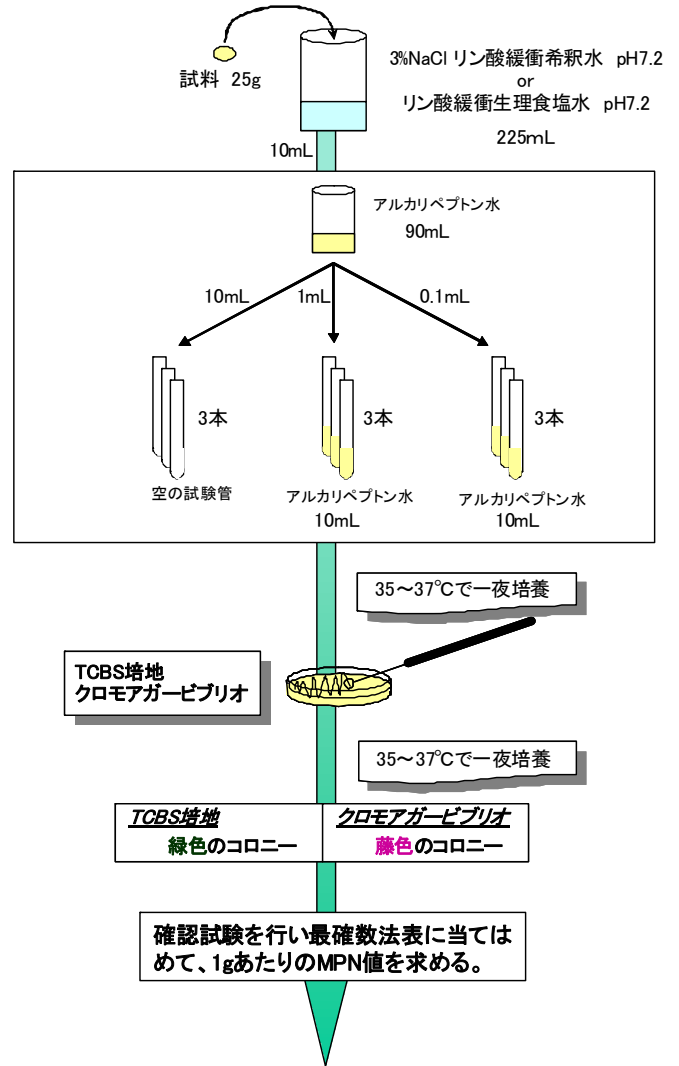 試料 25g
3%NaCl リン酸緩衝希釈水 pH7.2
or
リン酸緩衝生理食塩水 pH7.2
225mL
10mL
アルカリペプトン水
90mL
10mL
1mL
0.1mL
3本
3本
3本
空の試験管
アルカリペプトン水
10mL
アルカリペプトン水
10mL
35～37℃で一夜培養
TCBS培地
クロモアガービブリオ
35～37℃で一夜培養
TCBS培地
緑色のコロニー
クロモアガービブリオ
藤色のコロニー
確認試験を行い最確数法表に当ては
めて、1gあたりのMPN値を求める。